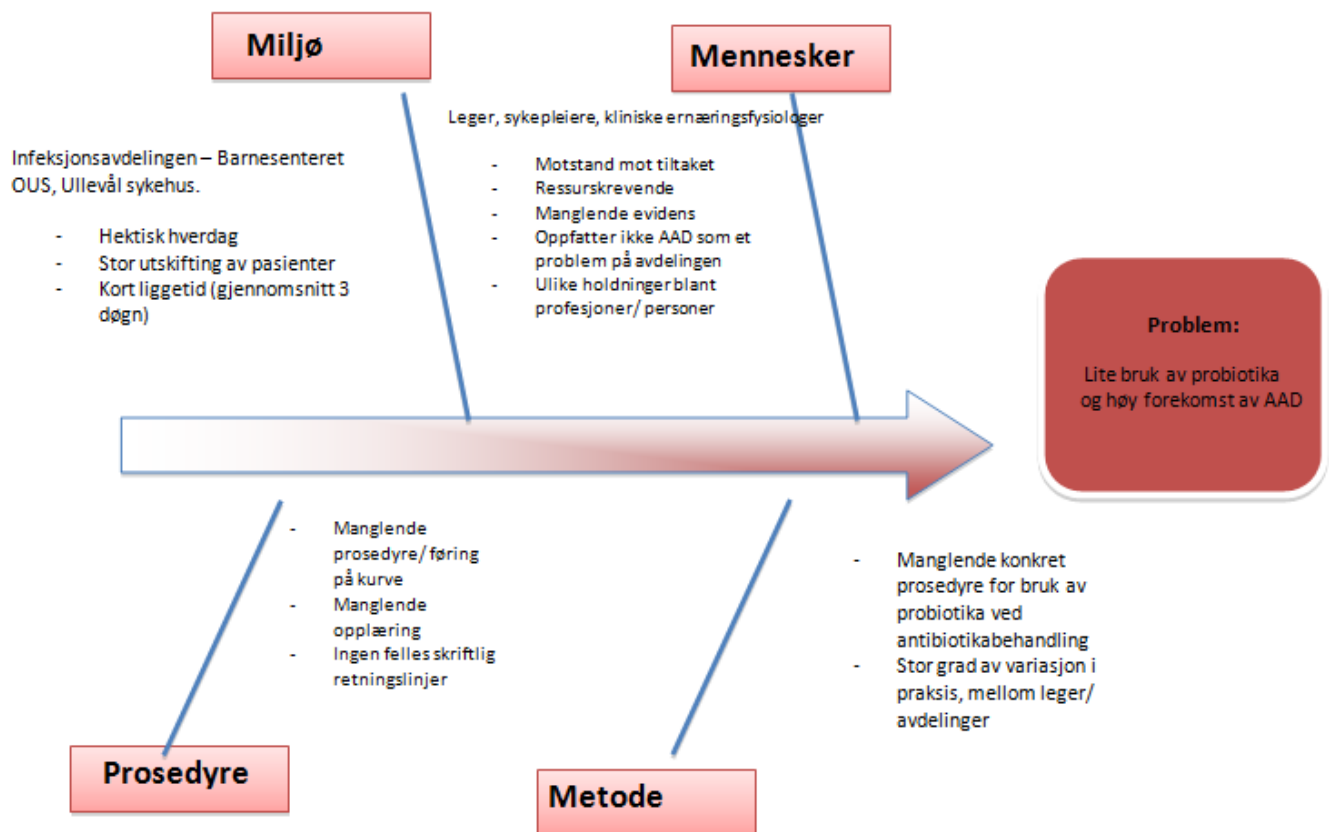 Miljø
Infeksjonsavdelingen – Barnesenteret
OUS, Ullevål sykehus.
- Hektisk hverdag
- Stor utskifting av pasienter
- Kort liggetid (gjennomsnitt 3
døgn)
Mennesker
Leger, sykepleiere, kliniske ernæringsfysiologer
- Motstand mot tiltaket
- Ressurskrevende
- Manglende evidens
- Oppfatter ikke AAD som et
problem på avdelingen
- Ulike holdninger blant
profesjoner/ personer
Problem:
Lite bruk av probiotika
og høy forekomst av AAD
- Manglende
prosedyre/ føring
på kurve
- Manglende
opplæring
- Ingen felles skriftlig
retningslinjer
Prosedyre
- Manglende konkret
prosedyre for bruk av
probiotika ved
antibiotikabehandling
- Stor grad av variasjon i
praksis, mellom leger/
avdelinger
Metode